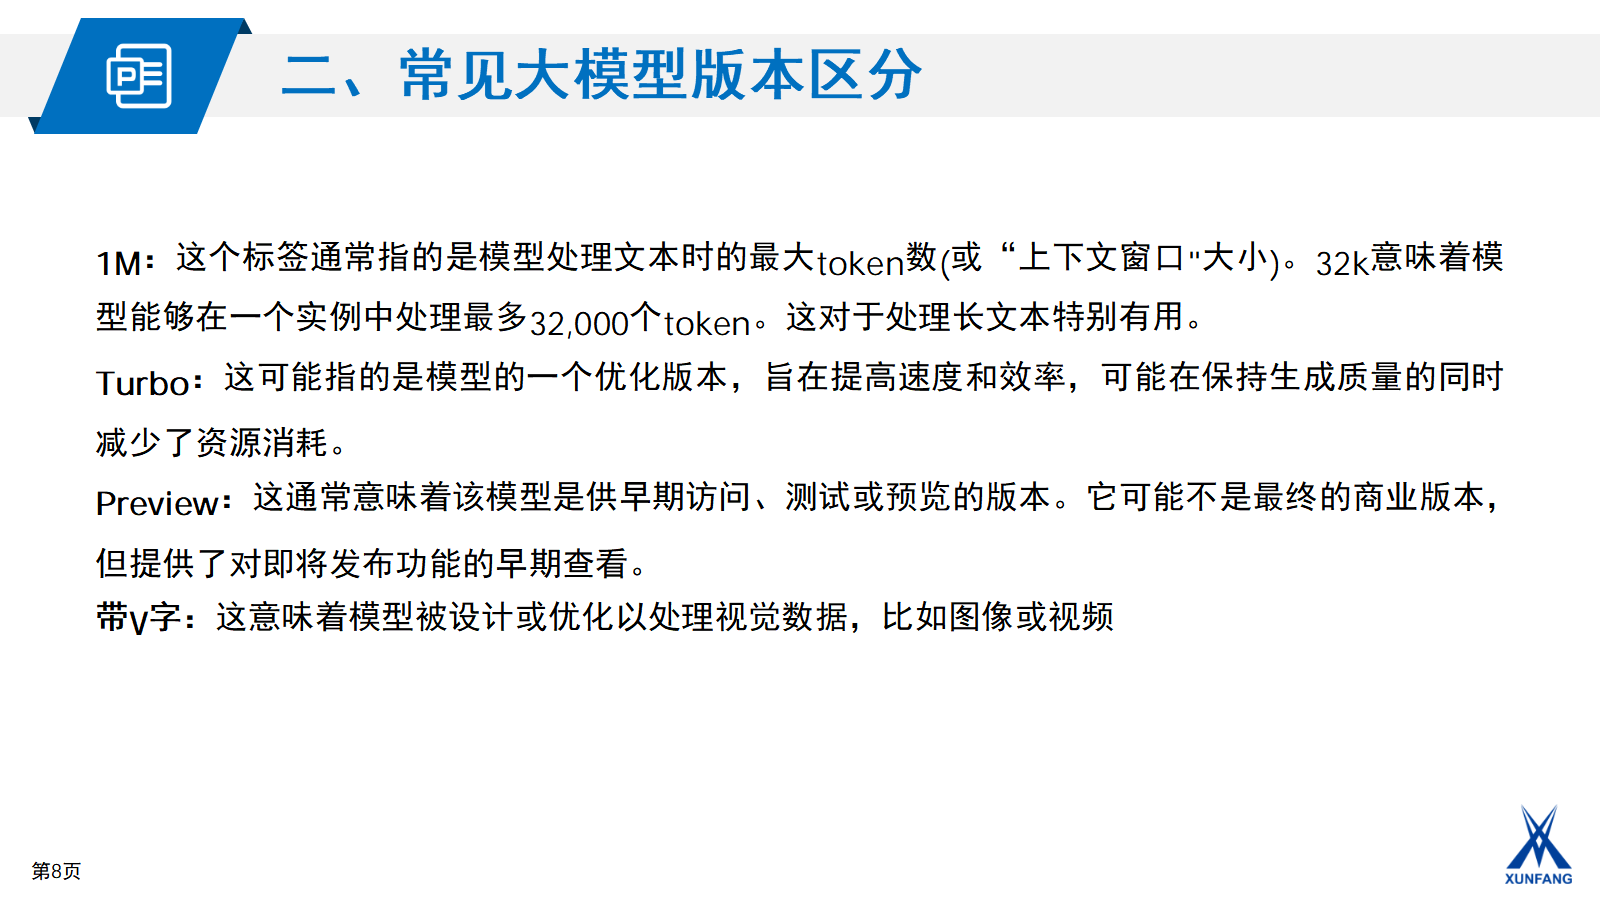 二、常见大模型版本区分
1M：这个标签通常指的是模型处理文本时的最大token数(或“上下文窗口"大小)。32k意味着模
型能够在一个实例中处理最多32,000个token。这对于处理长文本特别有用。
Turbo：这可能指的是模型的一个优化版本，旨在提高速度和效率，可能在保持生成质量的同时
减少了资源消耗。
Preview：这通常意味着该模型是供早期访问、测试或预览的版本。它可能不是最终的商业版本，
但提供了对即将发布功能的早期查看。
带V字：这意味着模型被设计或优化以处理视觉数据，比如图像或视频
第8页
XUNFANG